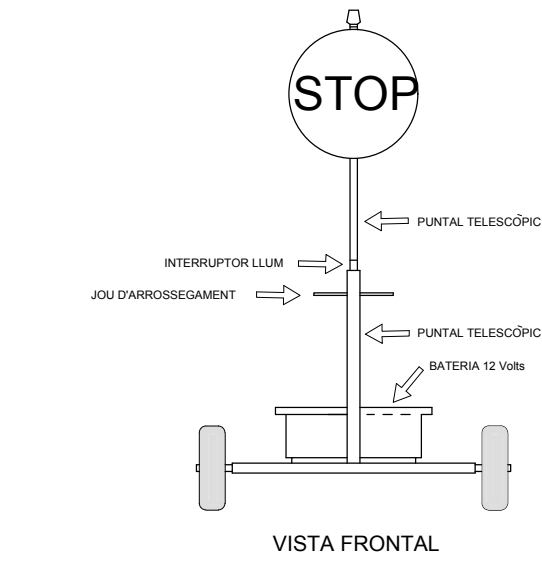 STOP
PUNTAL TELESCÒPIC
INTERRUPTOR LLUM
JOU D'ARROSSEGAMENT
PUNTAL TELESCÒPIC
BATERIA 12 Volts
VISTA FRONTAL